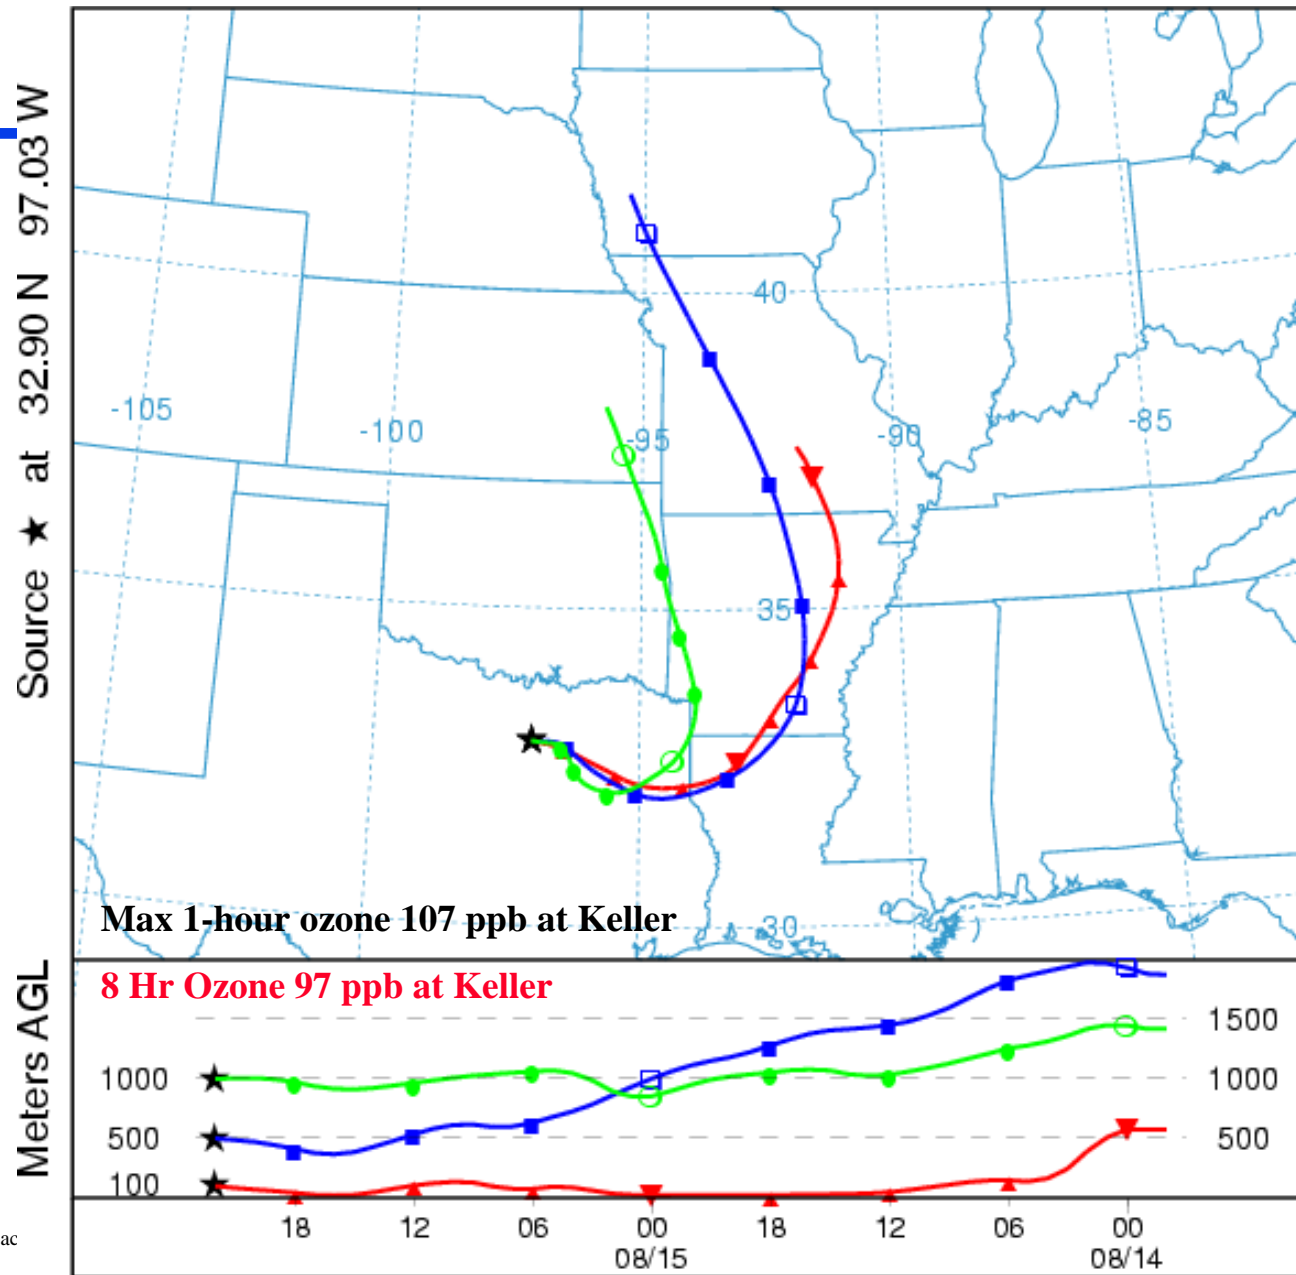 Source ★ at 32.90 N 97.03 W
40
-105
-100
-95
-90
-85
35
30
Max 1-hour ozone 107 ppb at Keller
Meters AGL
8 Hr Ozone 97 ppb at Keller
1500
1000
1000
500
500
100
18 12 06 00 18 12 06 00
08/15 08/14
ac